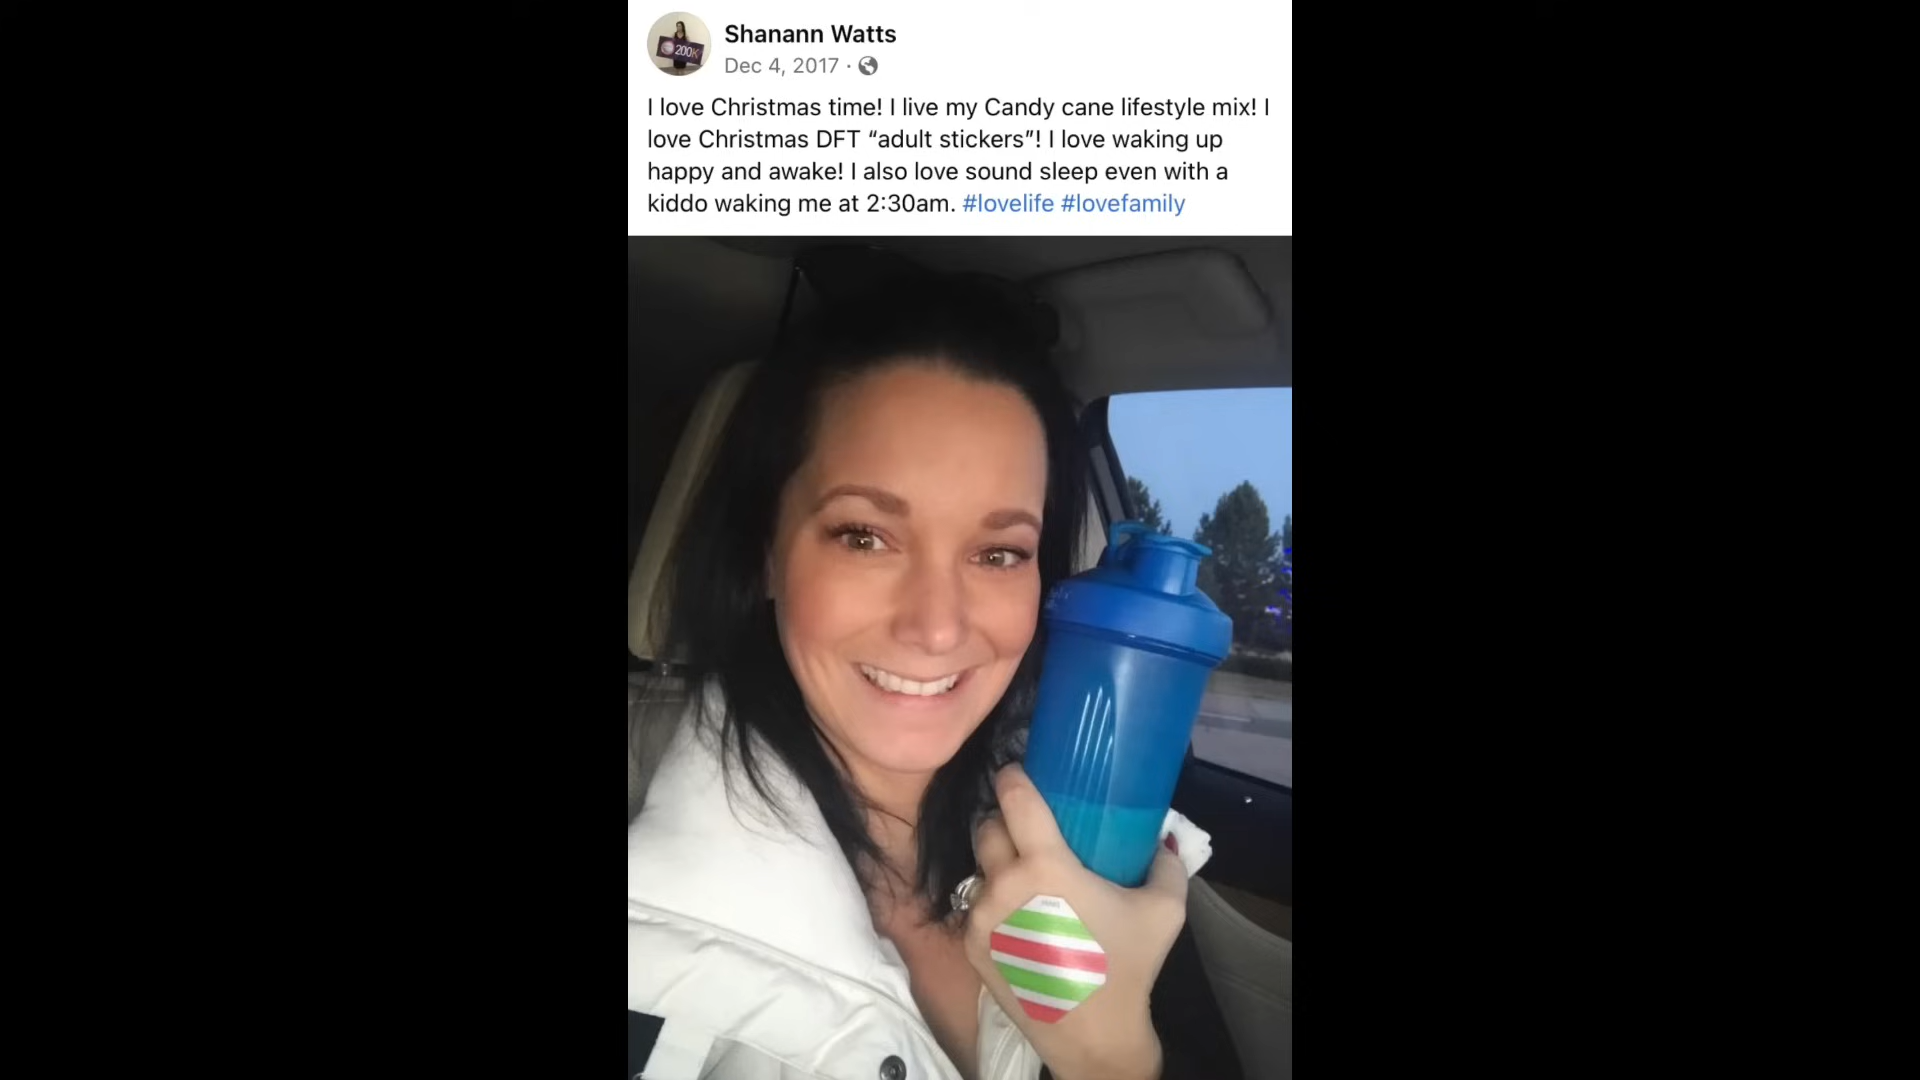 Shanann Watts
Dec 4, 2017 ·
I love Christmas time! I live my Candy cane lifestyle mix! I
love Christmas DFT “adult stickers”! I love waking up
happy and awake! I also love sound sleep even with a
kiddo waking me at 2:30am. #lovelife #lovefamily
200K